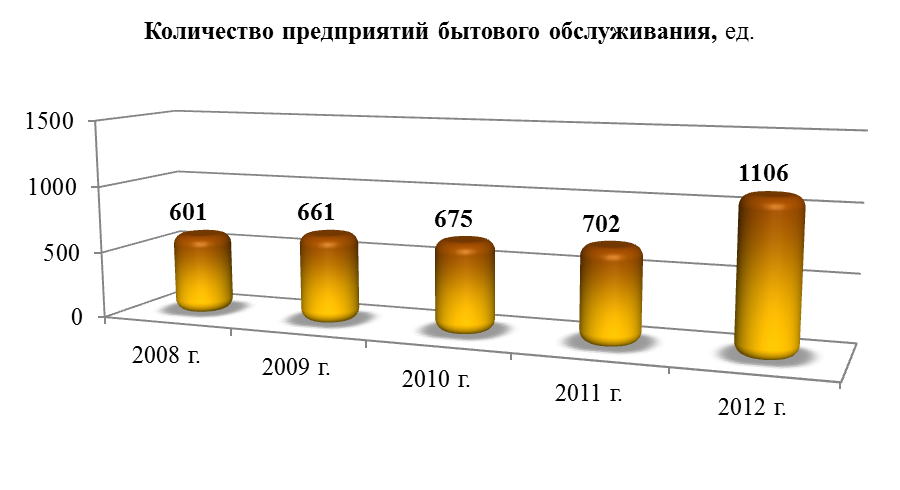 Количество предприятий бытового обслуживания, ед.
1500
1000
500
0
601
661
675
702
1106
2008 г.
2009 г.
2010 г.
2011 г.
2012 г.